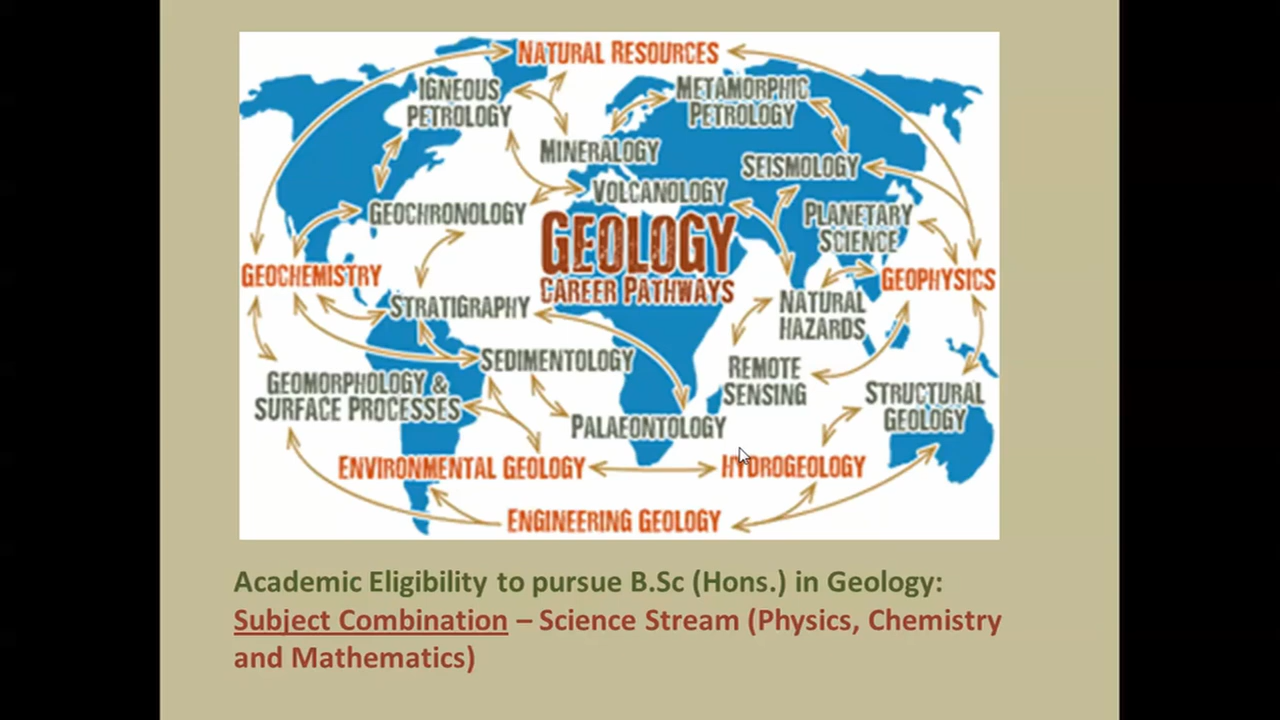 NATURAL RESOURCES
IGNEOUS
PETROLOGY
METAMORPHIC
PETROLOGY
MINERALOGY
SEISMOLOGY
VOLCANOLOGY
GEOCHRONOLOGY
PLANETARY
SCIENCE
GEOLOGY
CAREER PATHWAYS
GEOCHEMISTRY
GEOPHYSICS
STRATIGRAPHY
NATURAL
HAZARDS
SEDIMENTOLOGY
REMOTE
SENSING
GEOMORPHOLOGY &
SURFACE PROCESSES
STRUCTURAL
GEOLOGY
PALAEONTOLOGY
ENVIRONMENTAL GEOLOGY
HYDROGEOLOGY
ENGINEERING GEOLOGY
Academic Eligibility to pursue B.Sc (Hons.) in Geology:
Subject Combination – Science Stream (Physics, Chemistry
and Mathematics)